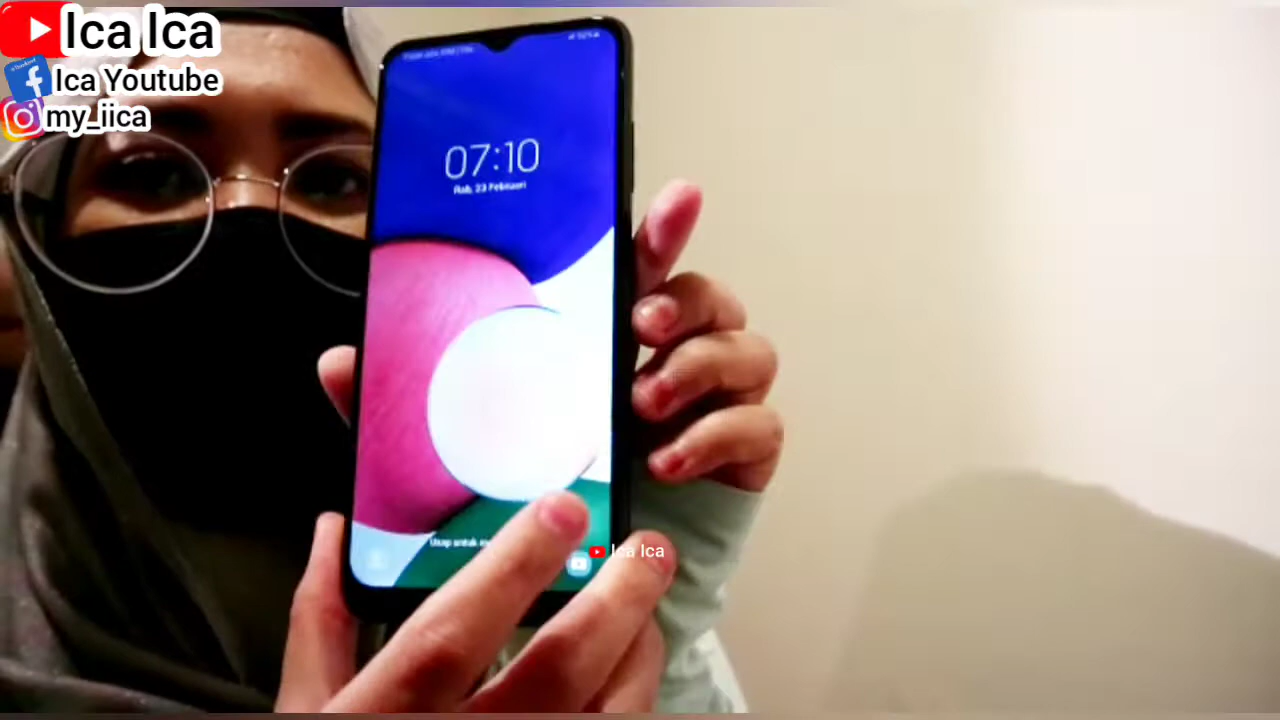 Ica Ica
Ica Youtube
my_iica
07:10
Rab, 23 Februari
Usap untuk
Ica Ica